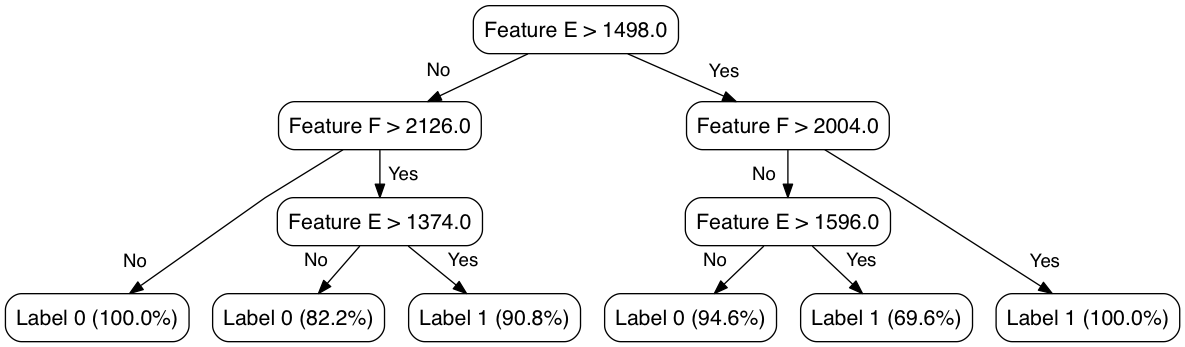 Feature E > 1498.0
No
Yes
Feature F > 2126.0
Feature F > 2004.0
Yes
No
Feature E > 1374.0
Feature E > 1596.0
No
No
Yes
No
Yes
Yes
Label 0 (100.0%)
Label 0 (82.2%)
Label 1 (90.8%)
Label 0 (94.6%)
Label 1 (69.6%)
Label 1 (100.0%)